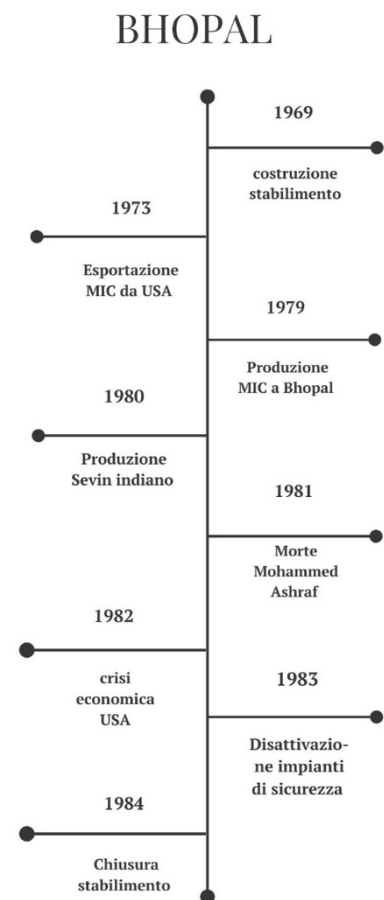 BHOPAL
1969
costruzione
stabilimento
1973
Esportazione
MIC da USA
1979
Produzione
MIC a Bhopal
1980
Produzione
Sevin indiano
1981
Morte
Mohammed
Ashraf
1982
crisi
economica
USA
1983
Disattivazio-
ne impianti
di sicurezza
1984
Chiusura
stabilimento